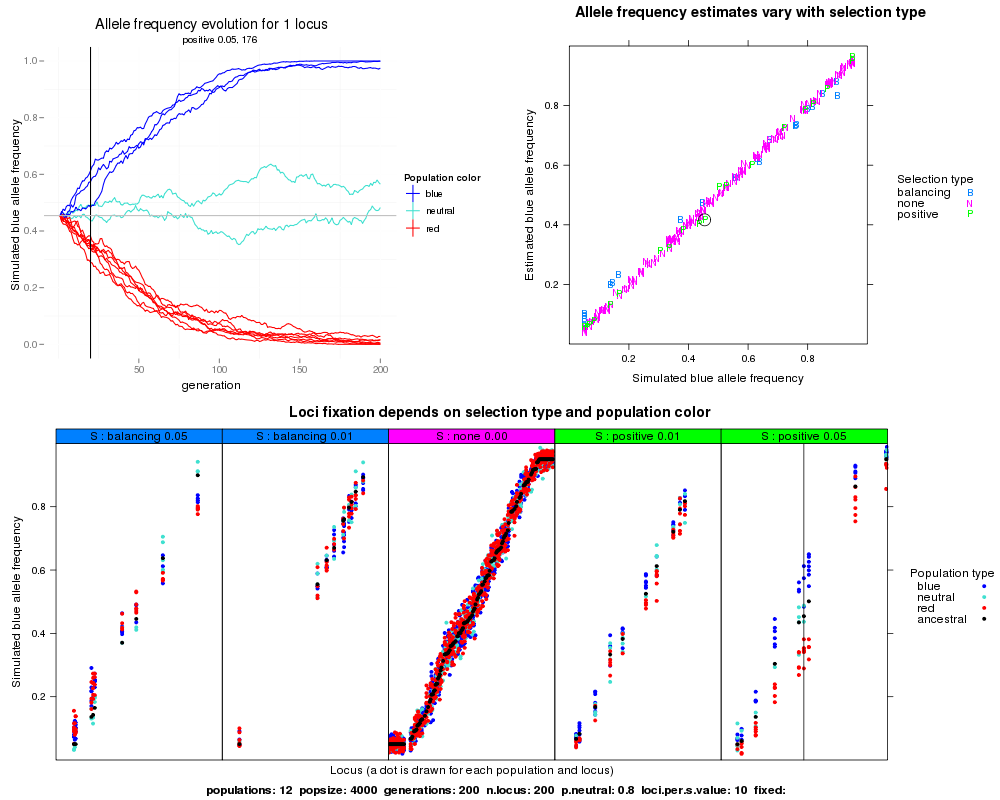 Allele frequency evolution for 1 locus
positive 0.05, 176
Simulated blue allele frequency
1.0
0.8
0.6
0.4
0.2
0.0
50
100
150
200
generation
Population color
blue
neutral
red
Allele frequency estimates vary with selection type
Estimated blue allele frequency
0.8
0.6
0.4
0.2
0.2
0.4
0.6
0.8
Simulated blue allele frequency
Selection type
balancing B
none N
positive P
Loci fixation depends on selection type and population color
S : balancing 0.05
S : balancing 0.01
S : none 0.00
S : positive 0.01
S : positive 0.05
Simulated blue allele frequency
0.8
0.6
0.4
0.2
Locus (a dot is drawn for each population and locus)
Population type
blue
neutral
red
ancestral
populations: 12 popsize: 4000 generations: 200 n.locus: 200 p.neutral: 0.8 loci.per.s.value: 10 fixed: